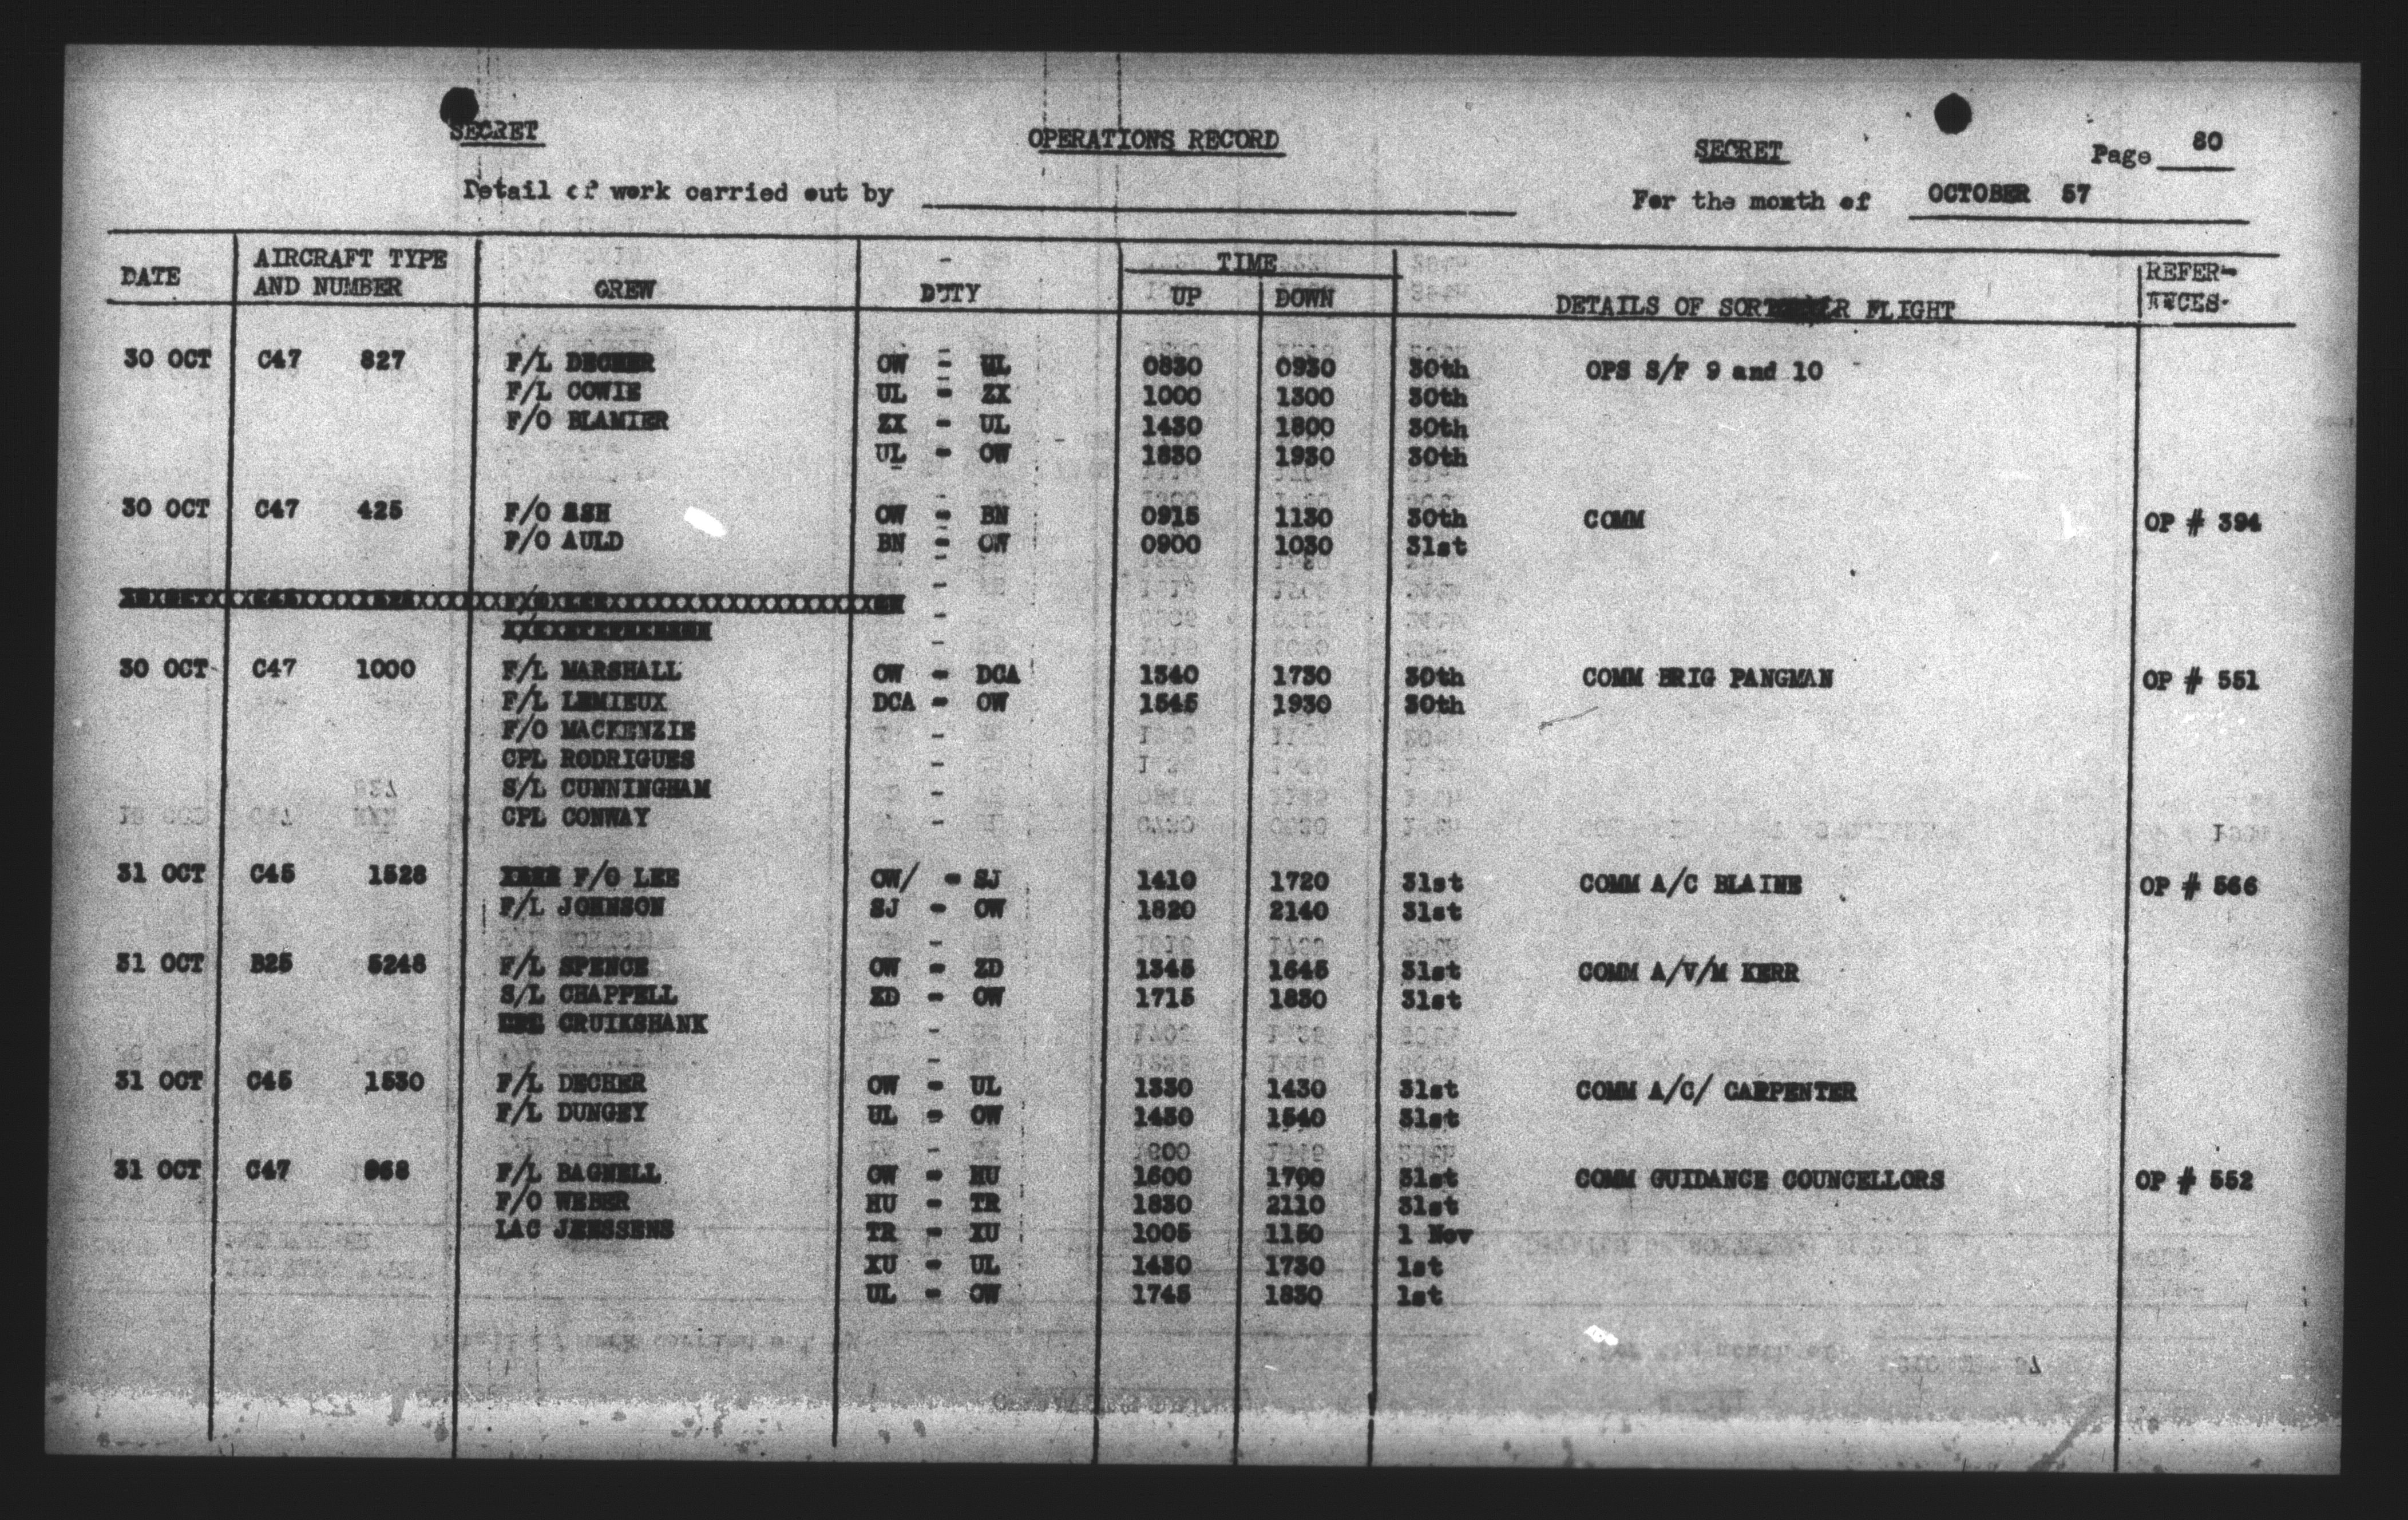 SECRET OPERATIONS RECORD SECRET Page 80
Detail of work carried out by For the month of OCTOBER 57
DATE AIRCRAFT TYPE AND NUMBER CREW DUTY TIME UP DOWN DETAILS OF SORT R FLIGHT REFER- ENCES-
30 OCT C47 827 F/L DECHER OW - UL 0830 0930 30th OPS S/F 9 and 10
F/L COWIE UL - ZX 1000 1300 30th
F/O BLAMIER ZX - UL 1430 1800 30th
UL - OW 1830 1930 30th
30 OCT C47 425 F/O ASH OW - BN 0915 1130 30th COMM OP # 394
F/O AULD BN - OW 0900 1030 31st
30 OCT C47 1000 F/L MARSHALL OW - DCA 1340 1730 30th COMM BRIG PANGMAN OP # 551
F/L LEMIEUX DCA - OW 1545 1930 30th
F/O MACKENZIE
CPL RODRIGUES
S/L CUNNINGHAM
CPL CONWAY
31 OCT C45 1528 F/O LEE OW/ - SJ 1410 1720 31st COMM A/C BLAINE OP # 566
F/L JOHNSON SJ - OW 1820 2140 31st
31 OCT B25 5248 F/L SPENCE OW - ZD 1345 1645 31st COMM A/V/M KERR
S/L CHAPPELL ZD - OW 1715 1830 31st
CRUIKSHANK
31 OCT C45 1530 F/L DECHER OW - UL 1330 1430 31st COMM A/C/ CARPENTER
F/L DUNGEY UL - OW 1450 1540 31st
31 OCT C47 968 F/L BAGNELL OW - HU 1600 1700 31st COMM GUIDANCE COUNCELLORS OP # 552
F/O WEBER HU - TR 1830 2110 31st
LAC JENSSENS TR - XU 1005 1150 1 Nov
XU - UL 1430 1730 1st
UL - OW 1745 1830 1st